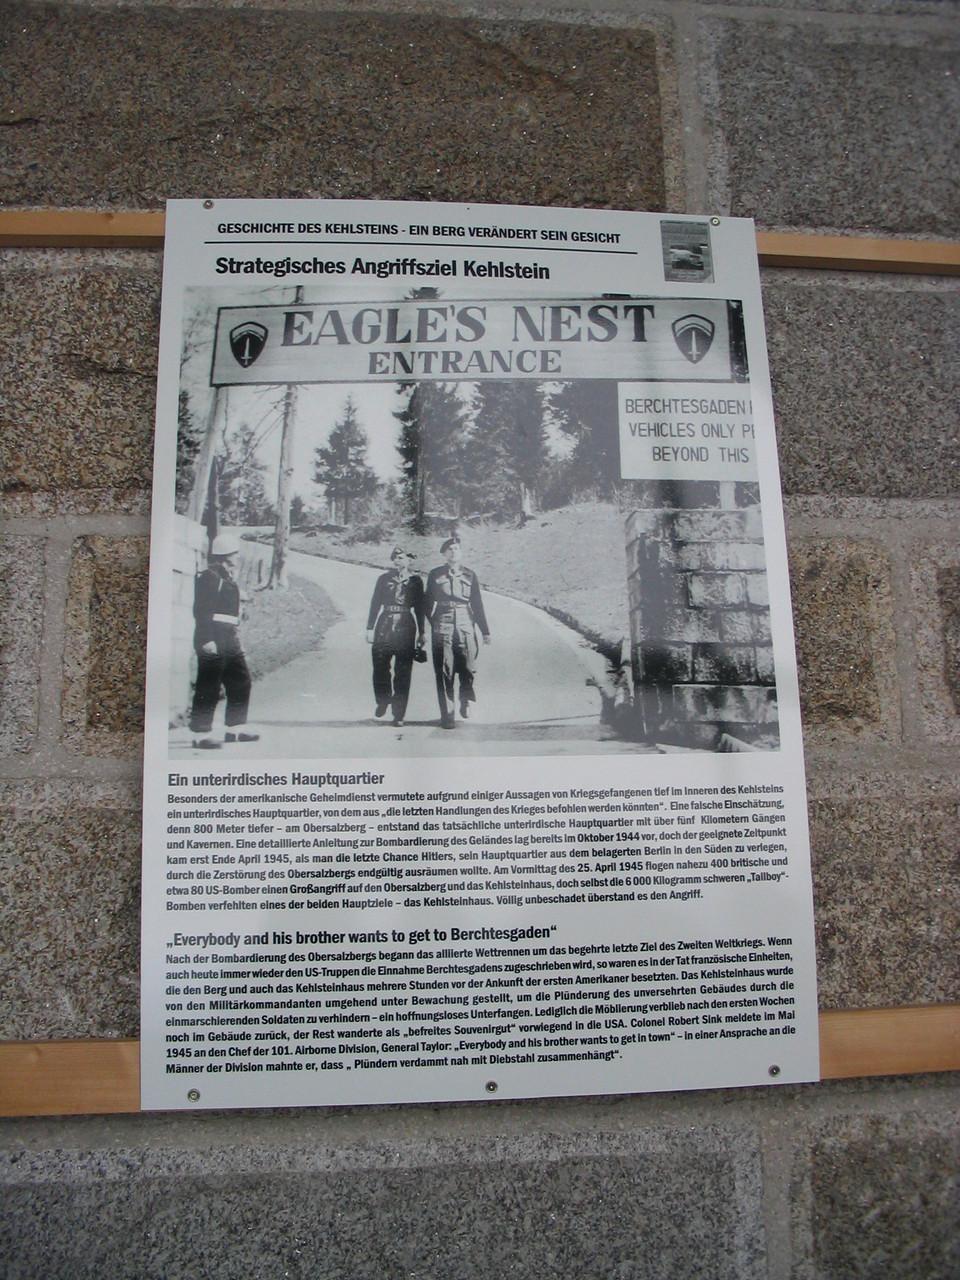 GESCHICHTE DES KEHLSTEINS - EIN BERG VERÄNDERT SEIN GESICHT
Strategisches Angriffsziel Kehlstein
EAGLE'S NEST
ENTRANCE
BERCHTESGADEN
VEHICLES ONLY
BEYOND THIS
Ein unterirdisches Hauptquartier
Besonders der amerikanische Geheimdienst vermutete aufgrund einiger Aussagen von Kriegsgefangenen tief im Inneren des Kehlsteins
ein unterirdisches Hauptquartier, von dem aus „die letzten Handlungen des Krieges befohlen werden könnten". Eine falsche Einschätzung,
denn 800 Meter tiefer – am Obersalzberg – entstand das tatsächliche unterirdische Hauptquartier mit über fünf Kilometern Gängen
und Kavernen. Eine detaillierte Anleitung zur Bombardierung des Geländes lag bereits im Oktober 1944 vor, doch der geeignete Zeitpunkt
kam erst Ende April 1945, als man die letzte Chance Hitlers, sein Hauptquartier aus dem belagerten Berlin in den Süden zu verlegen,
durch die Zerstörung des Obersalzbergs endgültig ausräumen wollte. Am Vormittag des 25. April 1945 flogen nahezu 400 britische und
etwa 80 US-Bomber einen Großangriff auf den Obersalzberg und das Kehlsteinhaus, doch selbst die 6 000 Kilogramm schweren „Tallboy"-
Bomben verfehlten eines der beiden Hauptziele – das Kehlsteinhaus. Völlig unbeschadet überstand es den Angriff.
„Everybody and his brother wants to get to Berchtesgaden"
Nach der Bombardierung des Obersalzbergs begann das alliierte Wettrennen um das begehrte letzte Ziel des Zweiten Weltkriegs. Wenn
auch heute immer wieder den US-Truppen die Einnahme Berchtesgadens zugeschrieben wird, so waren es in der Tat französische Einheiten,
die den Berg und auch das Kehlsteinhaus mehrere Stunden vor der Ankunft der ersten Amerikaner besetzten. Das Kehlsteinhaus wurde
von den Militärkommandanten umgehend unter Bewachung gestellt, um die Plünderung des unversehrten Gebäudes durch die
einmarschierenden Soldaten zu verhindern – ein hoffnungsloses Unterfangen. Lediglich die Möblierung verblieb nach den ersten Wochen
noch im Gebäude zurück, der Rest wanderte als „befreites Souvenirgut" vorwiegend in die USA. Colonel Robert Sink meldete im Mai
1945 an den Chef der 101. Airborne Division, General Taylor: „Everybody and his brother wants to get in town" – in einer Ansprache an die
Männer der Division mahnte er, dass „ Plündern verdammt nah mit Diebstahl zusammenhängt".